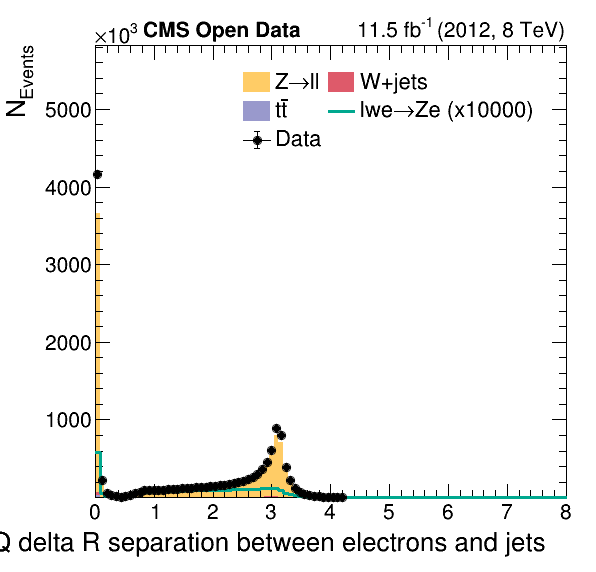 ×10³ CMS Open Data 11.5 fb⁻¹ (2012, 8 TeV)
N_Events
Z→ll W+jets
tt̄ lwe→Ze (x10000)
Data
5000
4000
3000
2000
1000
0 1 2 3 4 5 6 7 8
Q delta R separation between electrons and jets